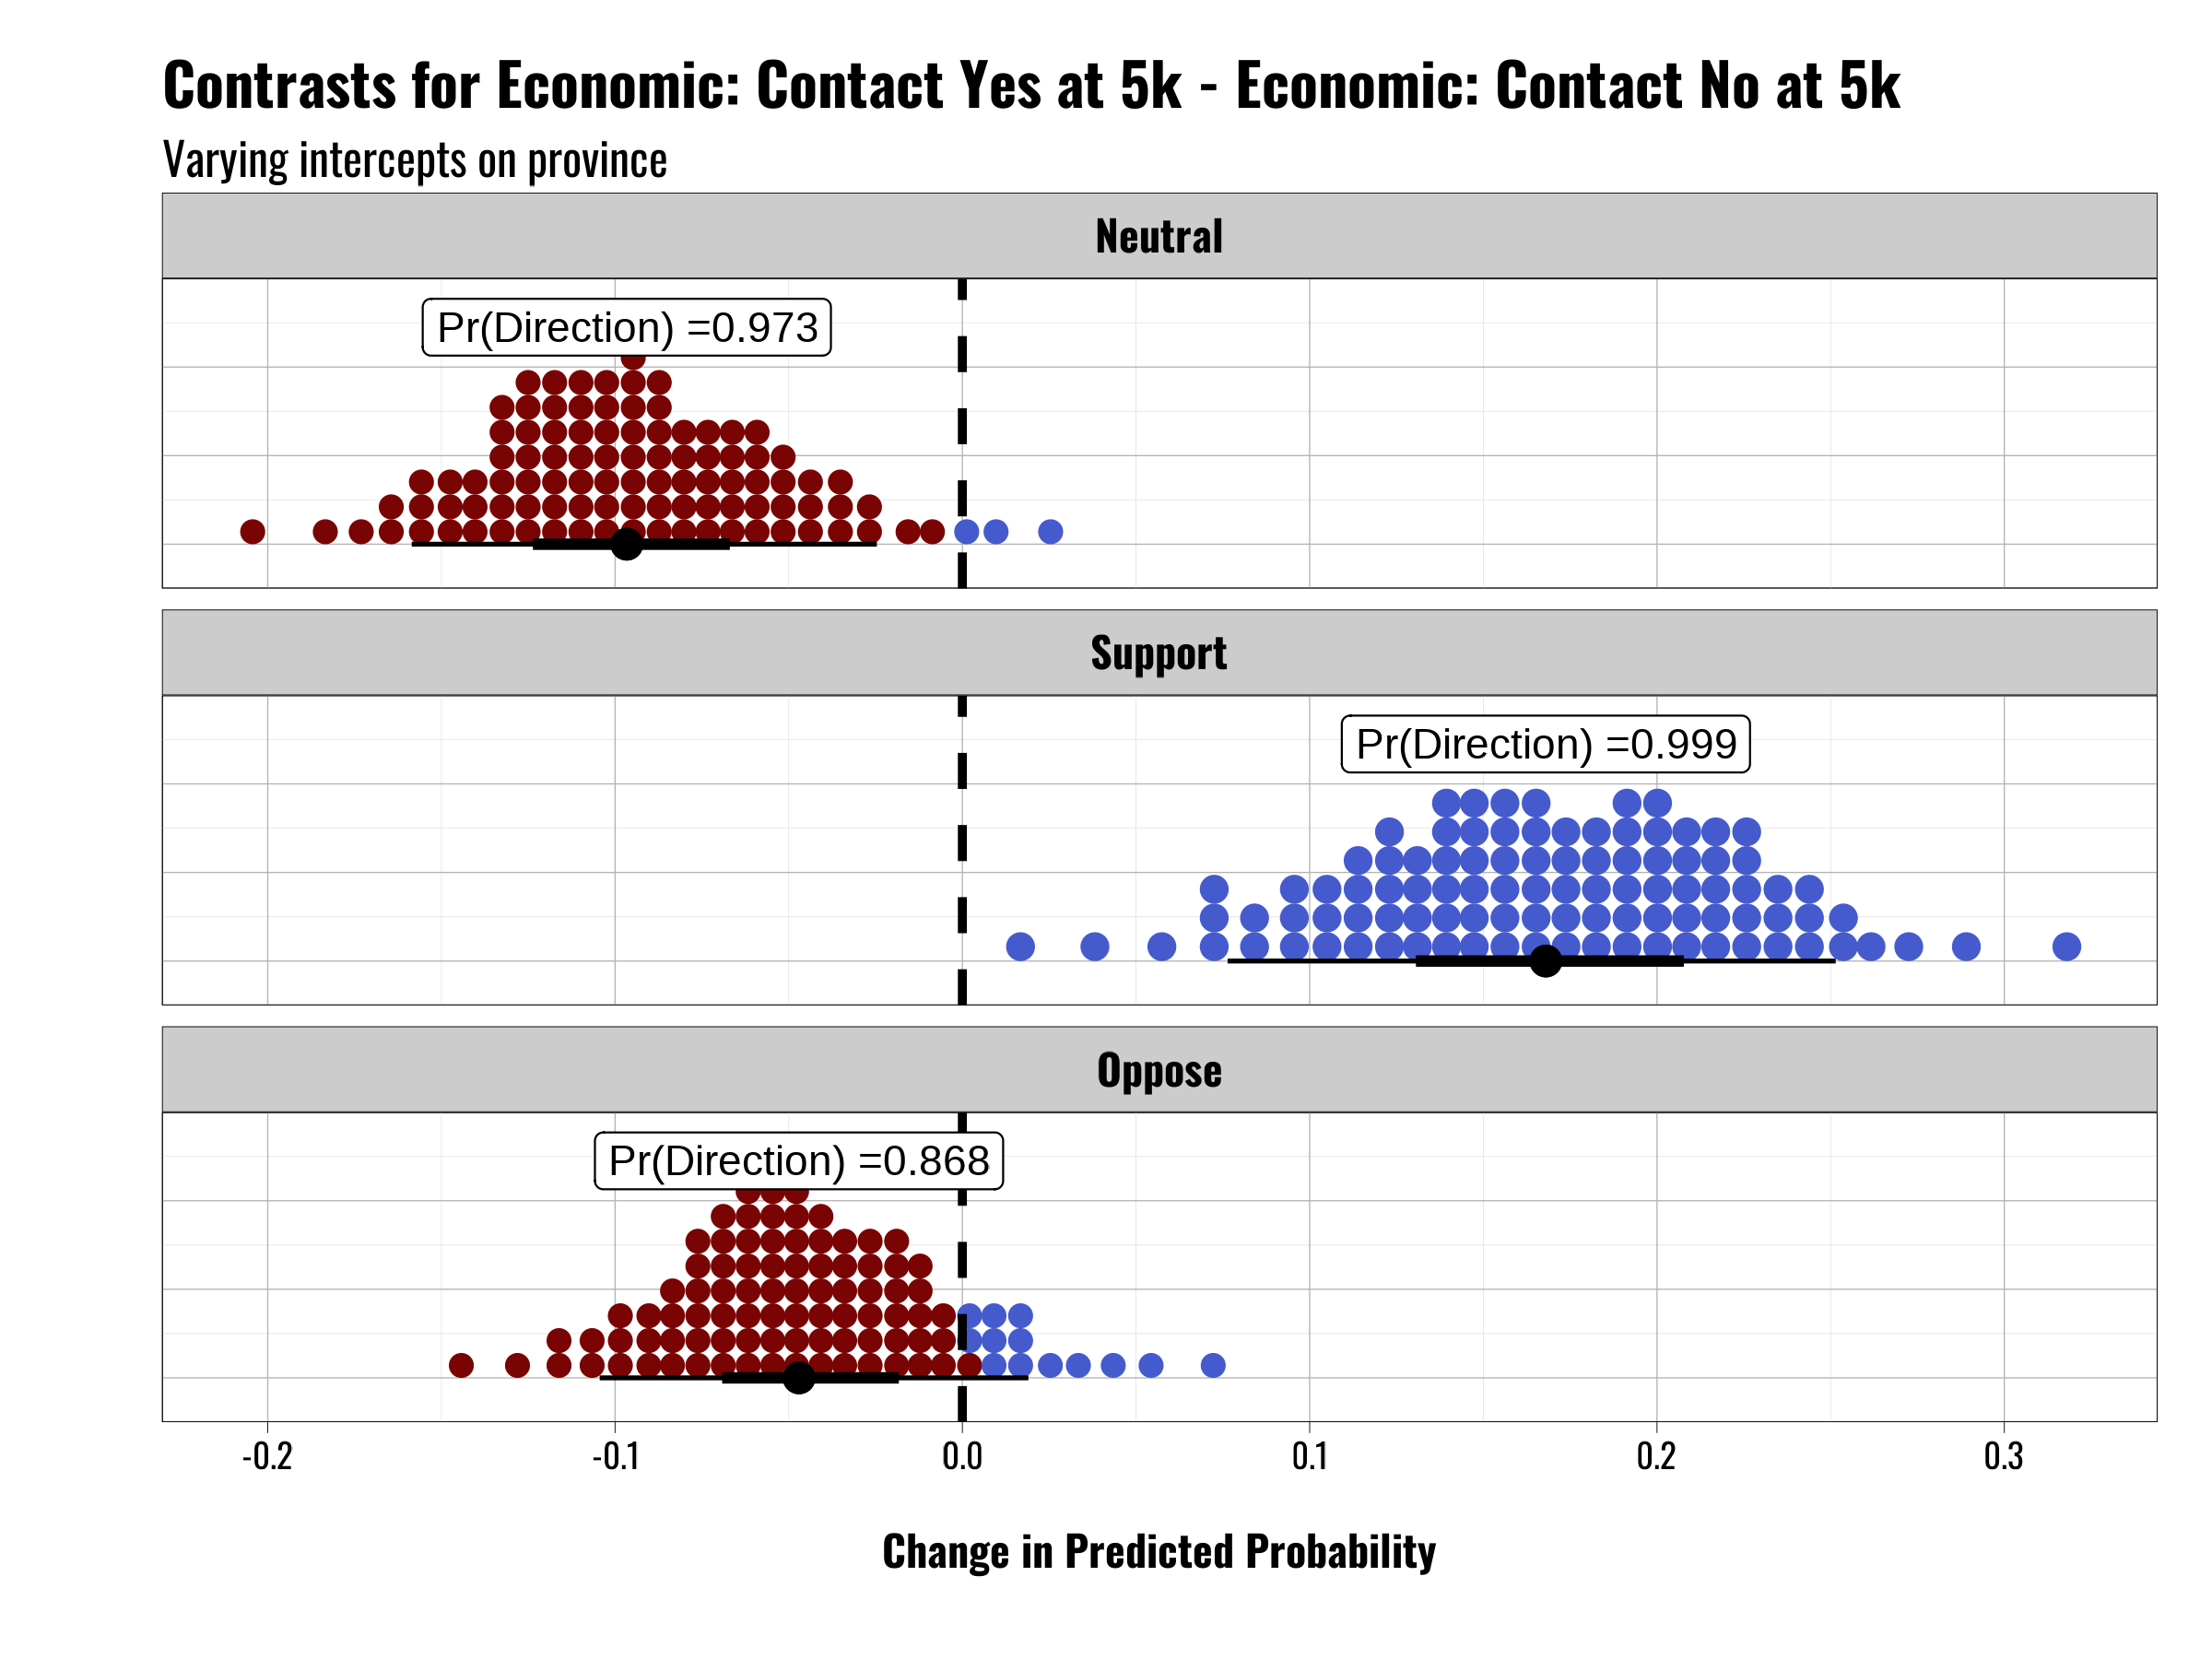 Contrasts for Economic: Contact Yes at 5k - Economic: Contact No at 5k
Varying intercepts on province
Neutral
Pr(Direction) =0.973
Support
Pr(Direction) =0.999
Oppose
Pr(Direction) =0.868
-0.2 -0.1 0.0 0.1 0.2 0.3
Change in Predicted Probability